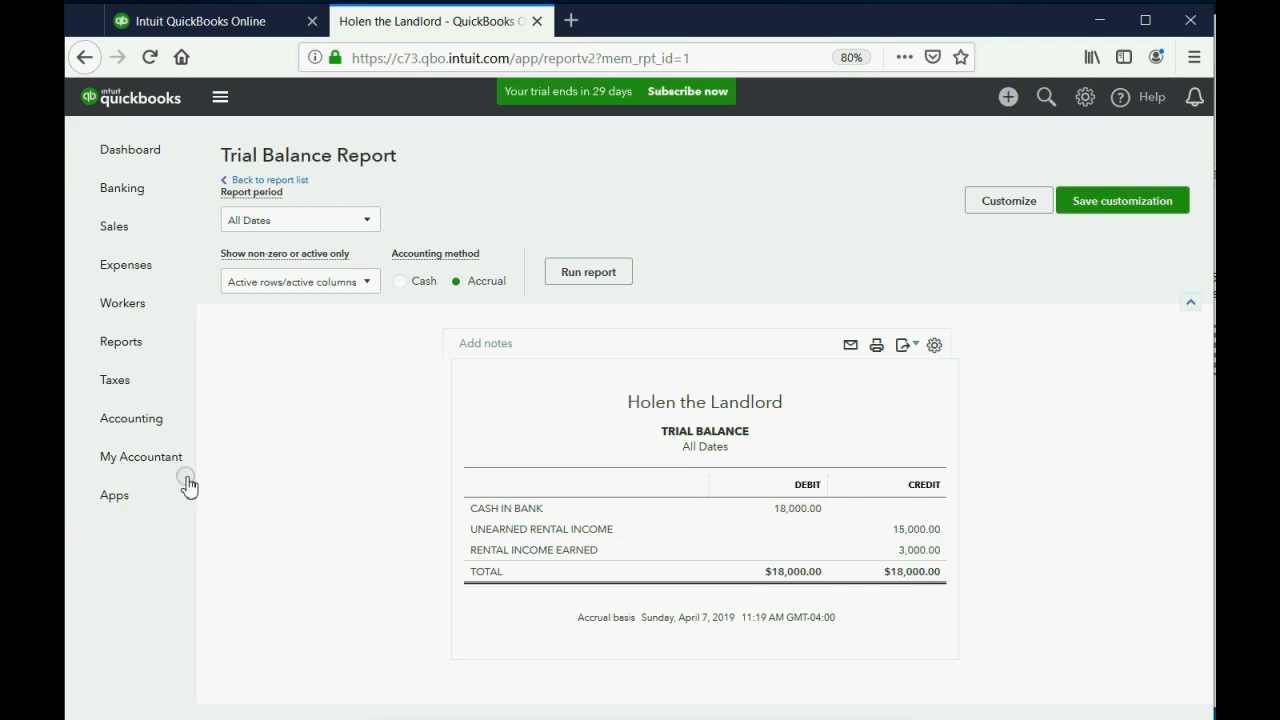 Intuit QuickBooks Online
Holen the Landlord - QuickBooks O
https://c73.qbo.intuit.com/app/reportv2?mem_rpt_id=1
80%
qb intuit quickbooks
Your trial ends in 29 days Subscribe now
Help
Dashboard
Banking
Sales
Expenses
Workers
Reports
Taxes
Accounting
My Accountant
Apps
Trial Balance Report
Back to report list
Report period
All Dates
Customize
Save customization
Show non-zero or active only
Accounting method
Active rows/active columns
Cash
Accrual
Run report
Add notes
Holen the Landlord
TRIAL BALANCE
All Dates
DEBIT CREDIT
CASH IN BANK 18,000.00
UNEARNED RENTAL INCOME 15,000.00
RENTAL INCOME EARNED 3,000.00
TOTAL $18,000.00 $18,000.00
Accrual basis Sunday, April 7, 2019 11:19 AM GMT-04:00